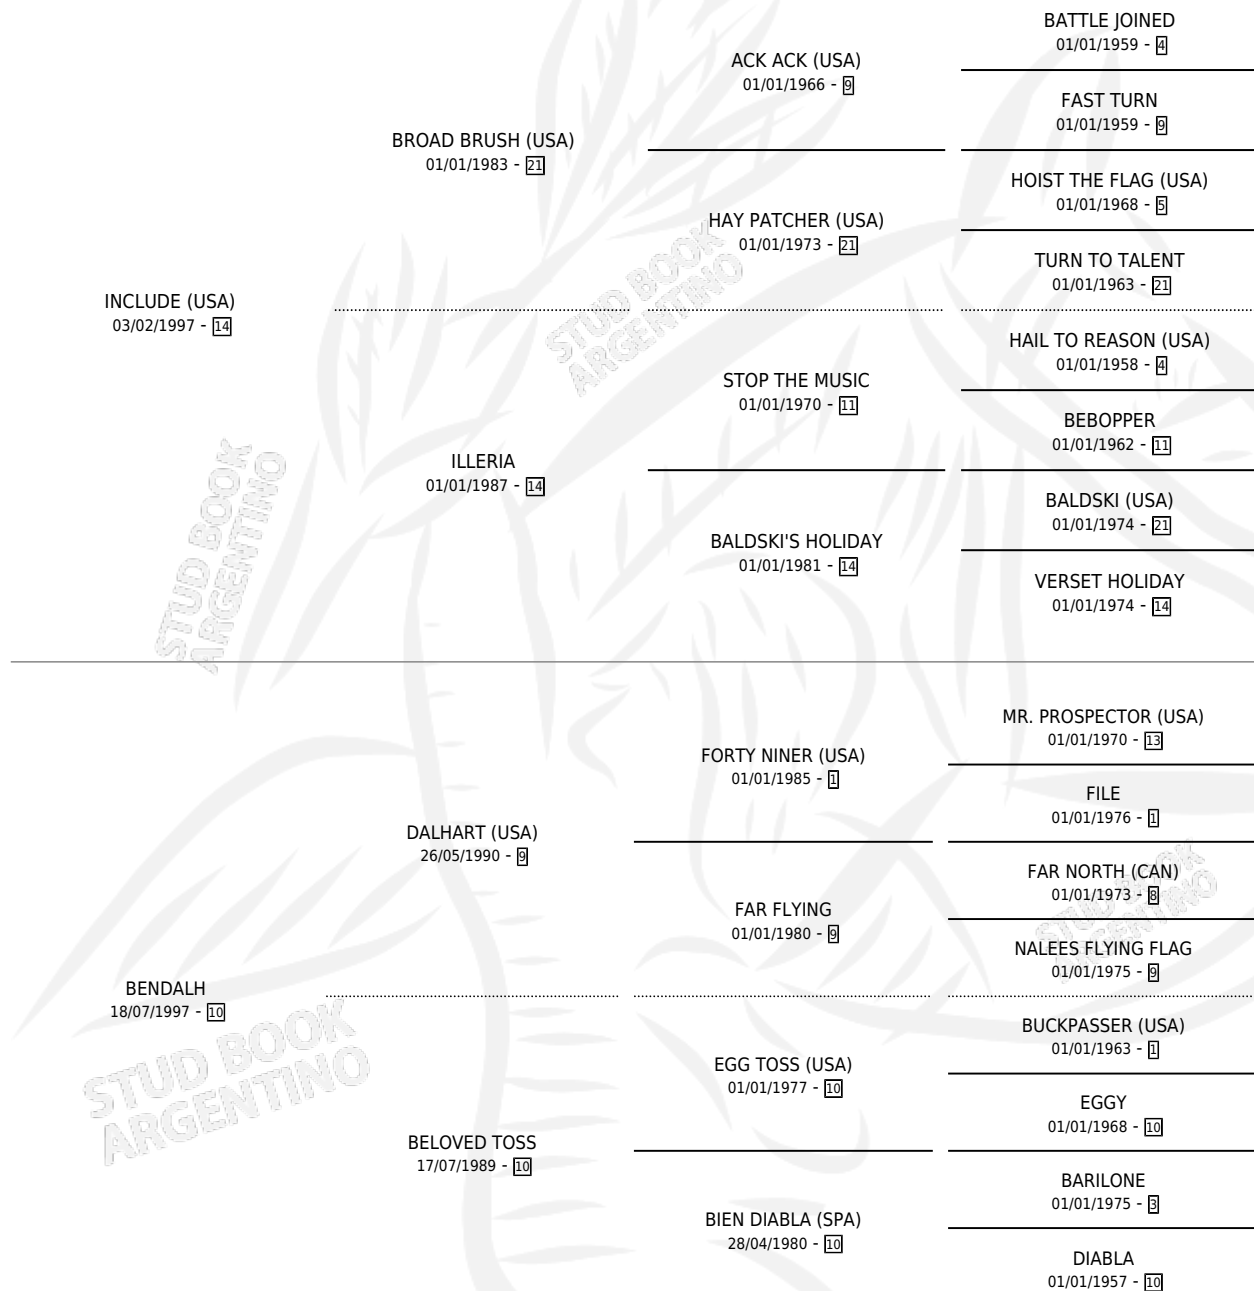 BATTLE JOINED
01/01/1959 - 4
ACK ACK (USA)
01/01/1966 - 9
FAST TURN
01/01/1959 - 9
BROAD BRUSH (USA)
01/01/1983 - 21
HOIST THE FLAG (USA)
01/01/1968 - 5
HAY PATCHER (USA)
01/01/1973 - 21
TURN TO TALENT
01/01/1963 - 21
INCLUDE (USA)
03/02/1997 - 14
HAIL TO REASON (USA)
01/01/1958 - 4
STOP THE MUSIC
01/01/1970 - 11
BEBOPPER
01/01/1962 - 11
ILLERIA
01/01/1987 - 14
BALDSKI (USA)
01/01/1974 - 21
BALDSKI'S HOLIDAY
01/01/1981 - 14
VERSET HOLIDAY
01/01/1974 - 14
MR. PROSPECTOR (USA)
01/01/1970 - 13
FORTY NINER (USA)
01/01/1985 - 1
FILE
01/01/1976 - 1
DALHART (USA)
26/05/1990 - 9
FAR NORTH (CAN)
01/01/1973 - 8
FAR FLYING
01/01/1980 - 9
NALEES FLYING FLAG
01/01/1975 - 9
BENDALH
18/07/1997 - 10
BUCKPASSER (USA)
01/01/1963 - 1
EGG TOSS (USA)
01/01/1977 - 10
EGGY
01/01/1968 - 10
BELOVED TOSS
17/07/1989 - 10
BARILONE
01/01/1975 - 3
BIEN DIABLA (SPA)
28/04/1980 - 10
DIABLA
01/01/1957 - 10
STUD BOOK
ARGENTINO
STUD BOOK
ARGENTINO
STUD BOOK
ARGENTINO
STUD BOOK
ARGENTINO